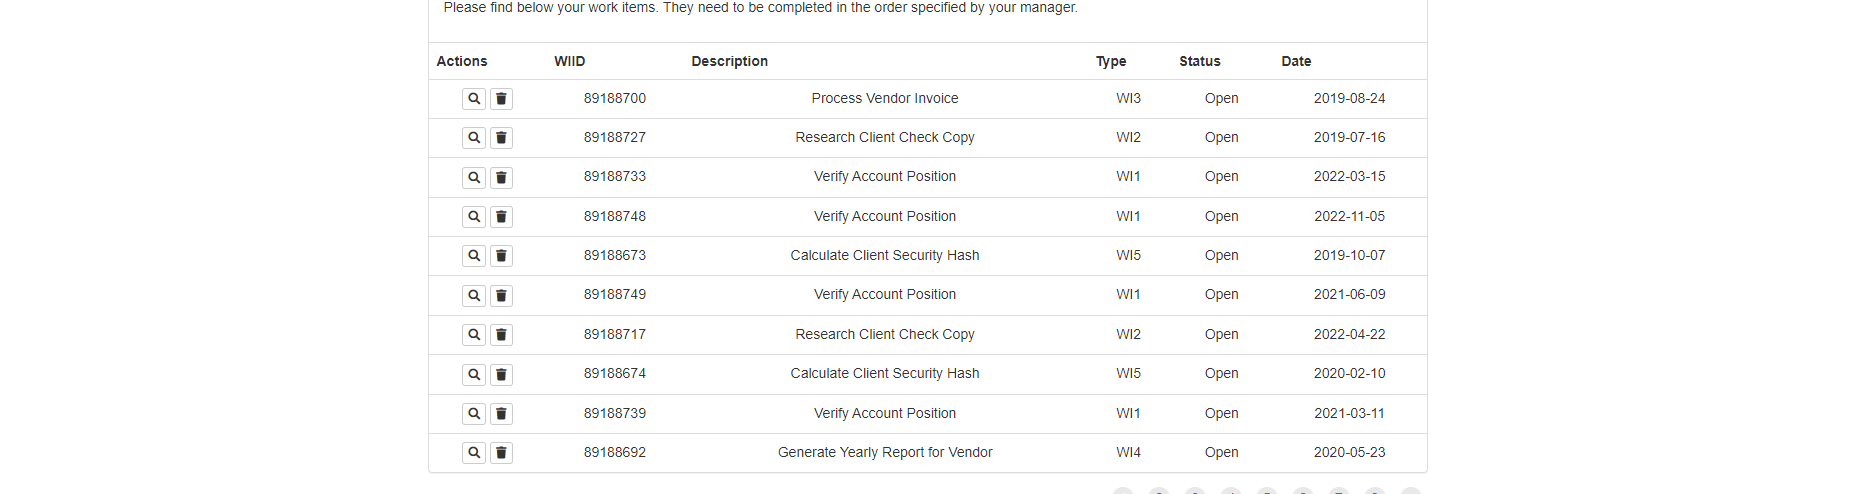 Please find below your work items. They need to be completed in the order specified by your manager.
Actions WIID Description Type Status Date
89188700 Process Vendor Invoice WI3 Open 2019-08-24
89188727 Research Client Check Copy WI2 Open 2019-07-16
89188733 Verify Account Position WI1 Open 2022-03-15
89188748 Verify Account Position WI1 Open 2022-11-05
89188673 Calculate Client Security Hash WI5 Open 2019-10-07
89188749 Verify Account Position WI1 Open 2021-06-09
89188717 Research Client Check Copy WI2 Open 2022-04-22
89188674 Calculate Client Security Hash WI5 Open 2020-02-10
89188739 Verify Account Position WI1 Open 2021-03-11
89188692 Generate Yearly Report for Vendor WI4 Open 2020-05-23